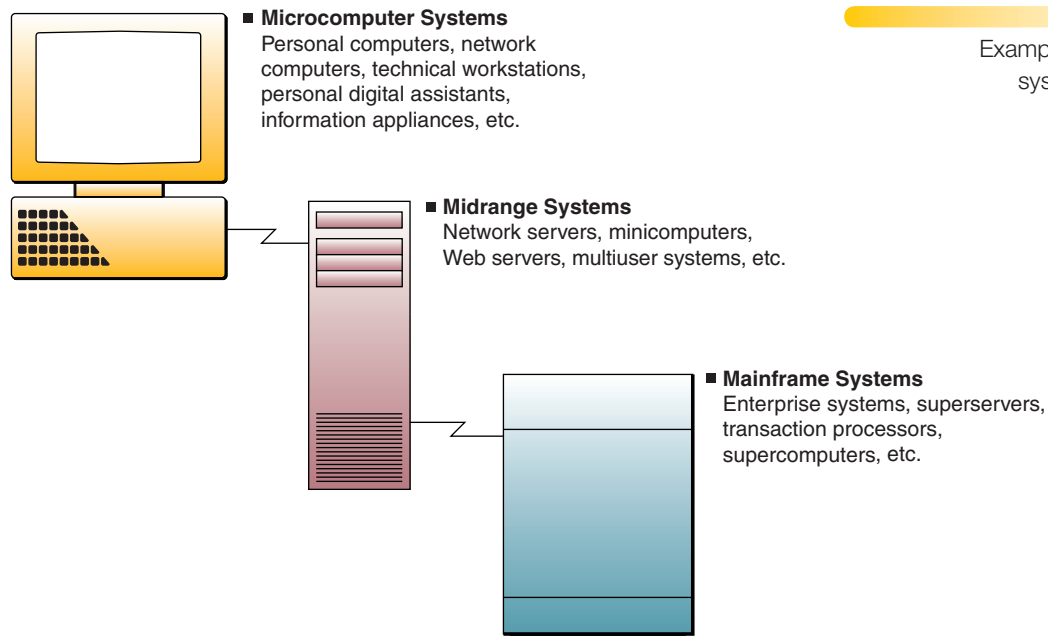 ■ Microcomputer Systems
Personal computers, network
computers, technical workstations,
personal digital assistants,
information appliances, etc.
■ Midrange Systems
Network servers, minicomputers,
Web servers, multiuser systems, etc.
■ Mainframe Systems
Enterprise systems, superservers,
transaction processors,
supercomputers, etc.